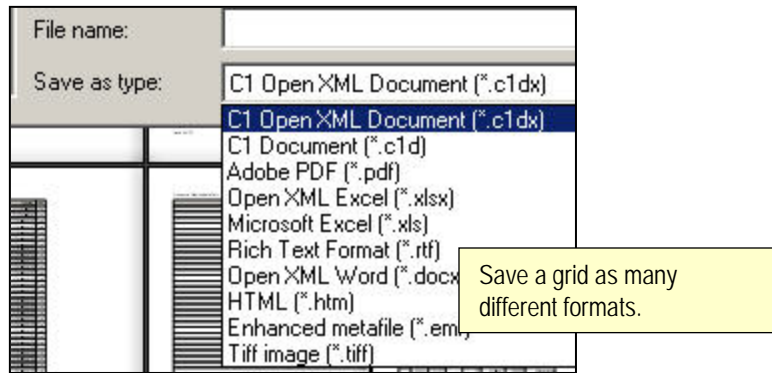 File name:
Save as type:
C1 Open XML Document (*.c1dx)
C1 Open XML Document (*.c1dx)
C1 Document (*.c1d)
Adobe PDF (*.pdf)
Open XML Excel (*.xlsx)
Microsoft Excel (*.xls)
Rich Text Format (*.rtf)
Open XML Word (*.docx
HTML (*.htm)
Enhanced metafile (*.emf)
Tiff image (*.tiff)
Save a grid as many
different formats.